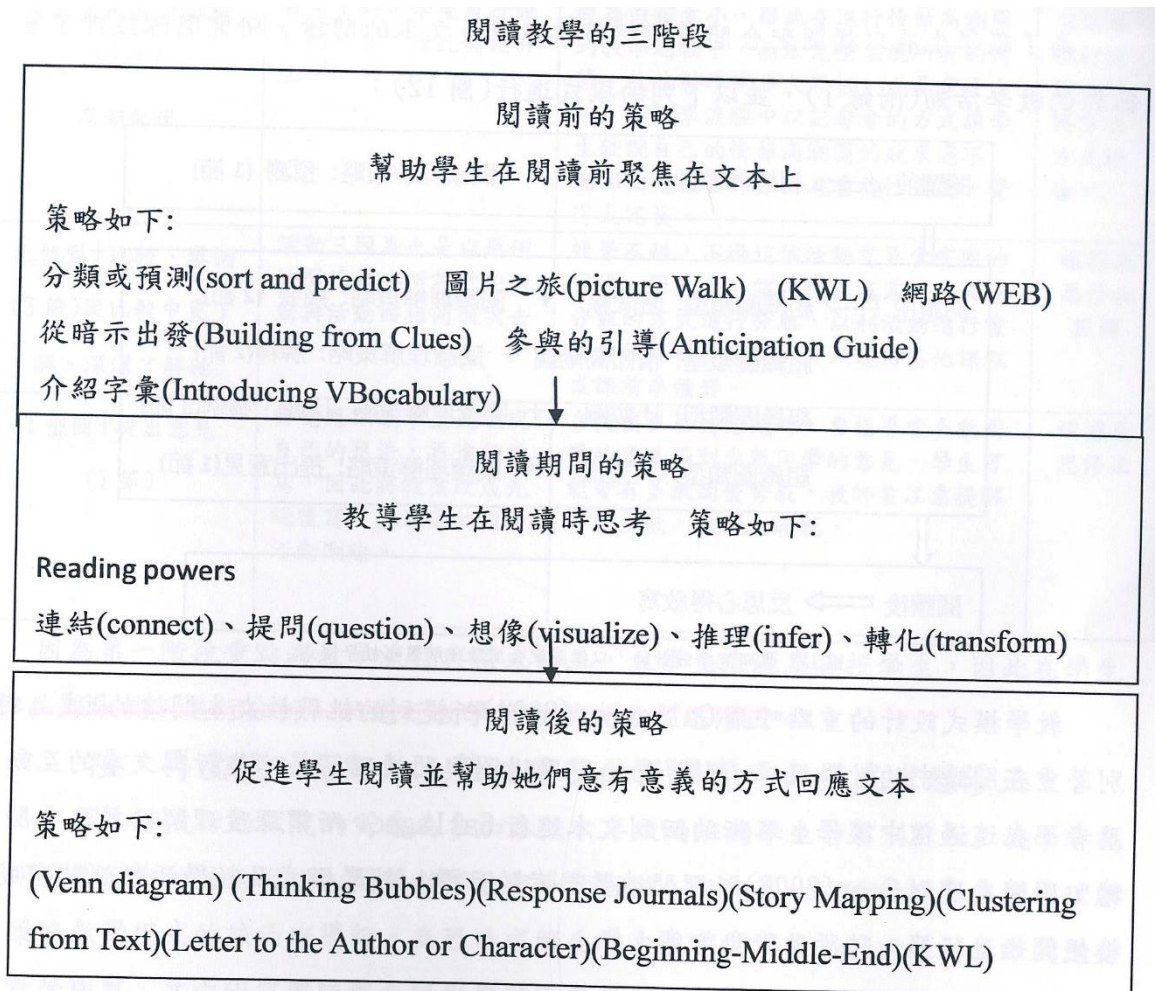 閱讀教學的三階段
閱讀前的策略
幫助學生在閱讀前聚焦在文本上
策略如下:
分類或預測(sort and predict) 圖片之旅(picture Walk) (KWL) 網路(WEB)
從暗示出發(Building from Clues) 參與的引導(Anticipation Guide)
介紹字彙(Introducing VBocabulary)
閱讀期間的策略
教導學生在閱讀時思考 策略如下:
Reading powers
連結(connect)、提問(question)、想像(visualize)、推理(infer)、轉化(transform)
閱讀後的策略
促進學生閱讀並幫助她們意有意義的方式回應文本
策略如下:
(Venn diagram) (Thinking Bubbles)(Response Journals)(Story Mapping)(Clustering
from Text)(Letter to the Author or Character)(Beginning-Middle-End)(KWL)